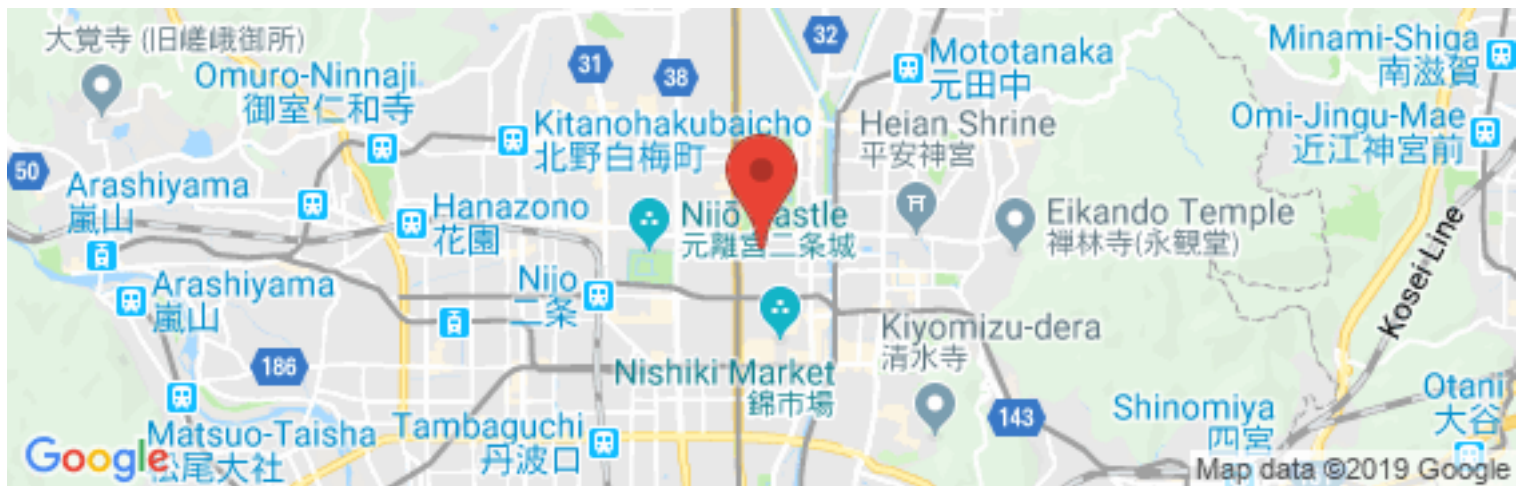 大覚寺 (旧嵯峨御所)
Omuro-Ninnaji
御室仁和寺
31
38
32
Mototanaka
元田中
Minami-Shiga
南滋賀
Kitanohakubaicho
北野白梅町
Heian Shrine
平安神宮
Omi-Jingu-Mae
近江神宮前
50
Arashiyama
嵐山
Hanazono
花園
Castle
元離宮二条城
Eikando Temple
禅林寺(永観堂)
Kosei Line
Arashiyama
嵐山
Nijo
二条
Kiyomizu-dera
清水寺
186
Nishiki Market
錦市場
143
Otani
大谷
Shinomiya
四宮
Matsuo-Taisha
松尾大社
Tambaguchi
丹波口
Google
Map data ©2019 Google